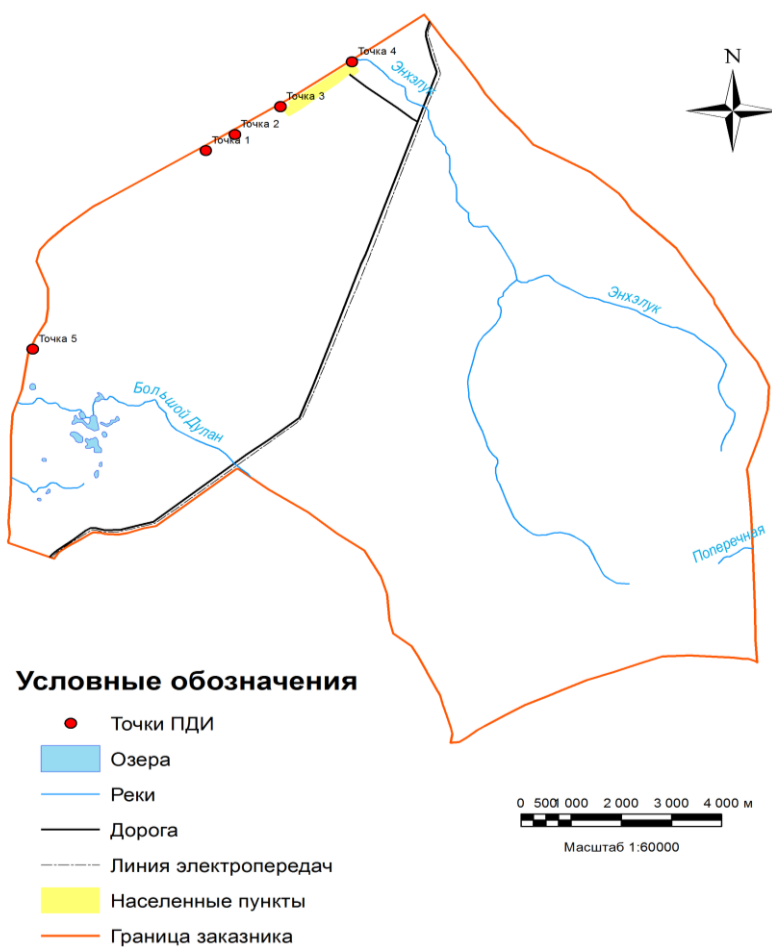 Точка 4
Энхэлук
N
Точка 3
Точка 2
Точка 1
Энхэлук
Точка 5
Большой Дулан
Поперечная
Условные обозначения
Точки ПДИ
Озера
Реки
Дорога
Линия электропередач
Населенные пункты
Граница заказника
0 500 1 000 2 000 3 000 4 000 м
Масштаб 1:60000